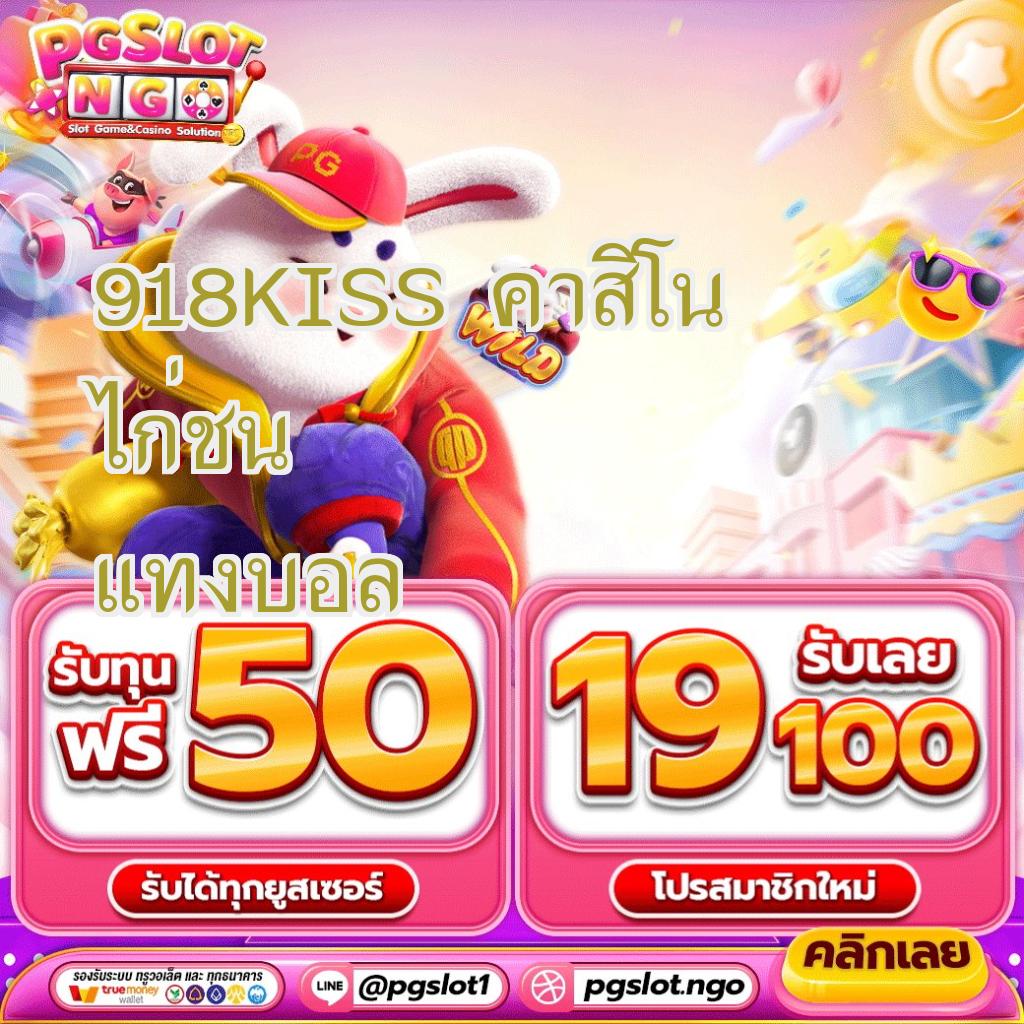 PGSLOT
NGO
Slot Game&Casino Solution
PG
918KISS คาสิโน
WILD
ไก่ชน
แทงบอล
รับทุน
ฟรี 50
รับได้ทุกยูสเซอร์
19 รับเลย
100
โปรสมาชิกใหม่
คลิกเลย
รองรับระบบ ทรูวอเล็ต และ ทุกธนาคาร
truemoney
wallet
LINE @pgslot1
pgslot.ngo